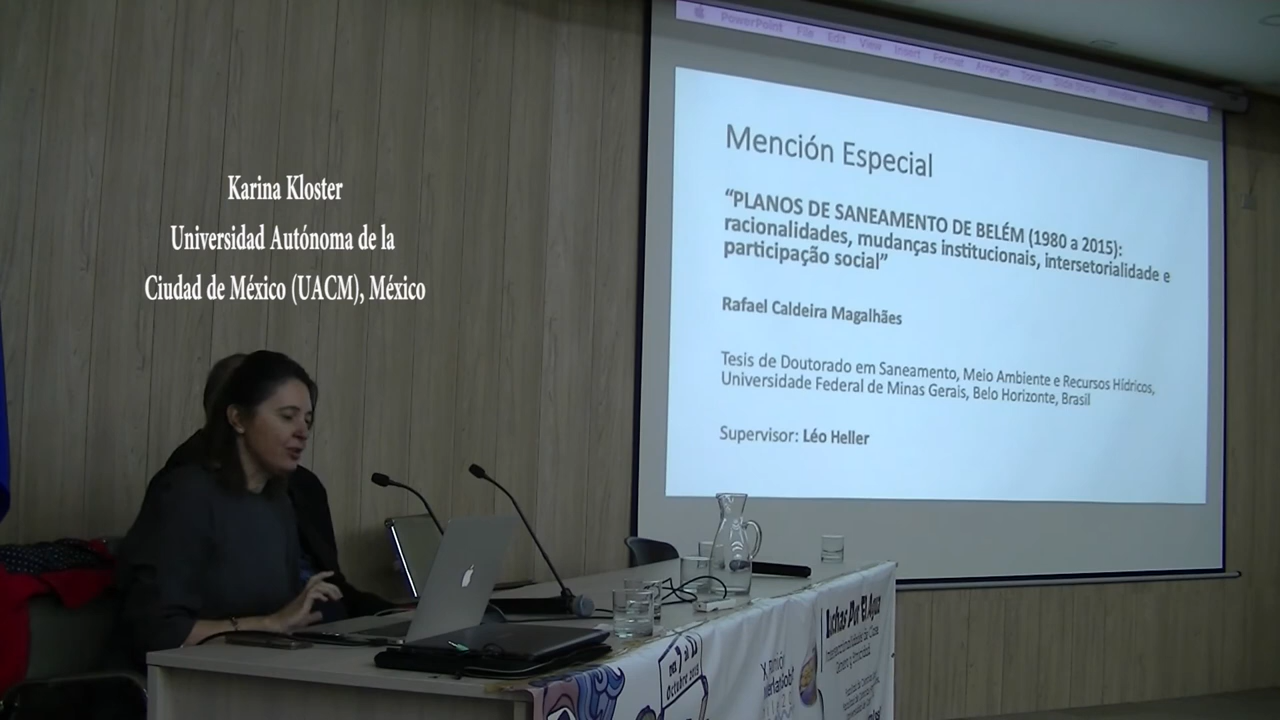 PowerPoint File Edit View Insert Format Arrange Tools Slide Show
Mención Especial
“PLANOS DE SANEAMENTO DE BELÉM (1980 a 2015):
racionalidades, mudanças institucionais, intersetorialidade e
participação social”
Rafael Caldeira Magalhães
Tesis de Doutorado em Saneamento, Meio Ambiente e Recursos Hídricos,
Universidade Federal de Minas Gerais, Belo Horizonte, Brasil
Supervisor: Léo Heller
Karina Kloster
Universidad Autónoma de la
Ciudad de México (UACM), México
Luchas Por El Agua